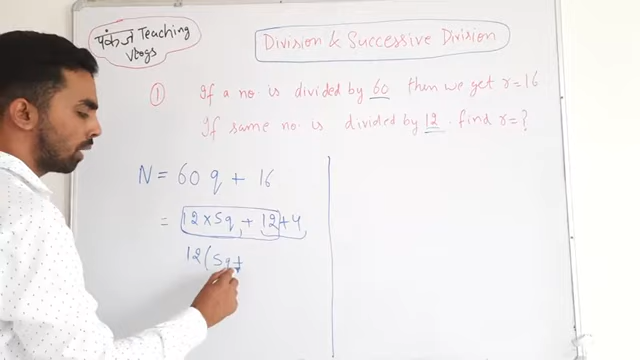 पंकज Teaching
Vlogs
Division & Successive Division
① If a no. is divided by 60 then we get r=16
If same no. is divided by 12. find r=?
N = 60 q + 16
= 12×5q + 12+4
12(5q+